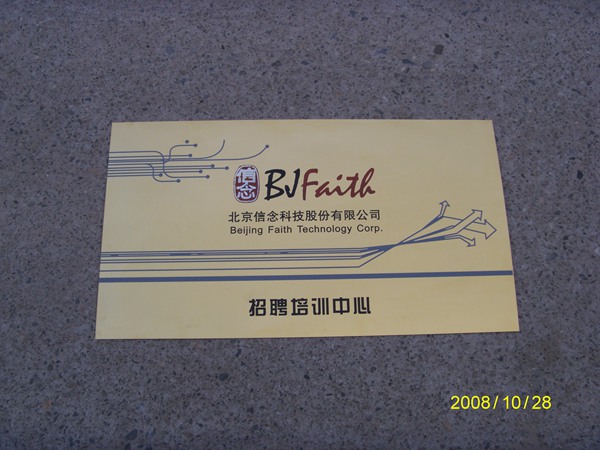 信念 BJFaith
北京信念科技股份有限公司
Beijing Faith Technology Corp.
招聘培训中心
2008/10/28